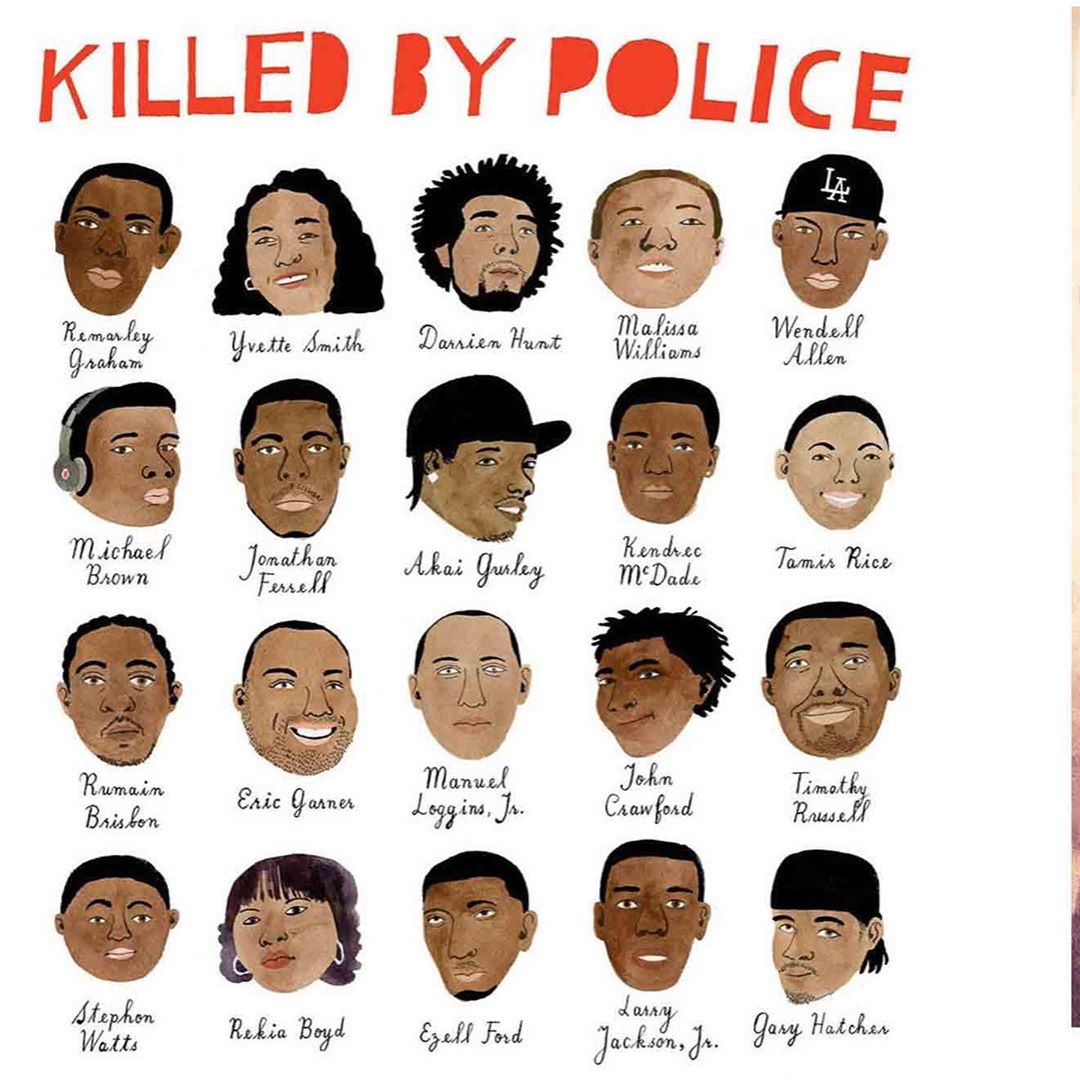 KILLED BY POLICE
LA
Remarley
Graham
Yvette Smith
Darrien Hunt
Malissa
Williams
Wendell
Allen
Michael
Brown
Jonathan
Ferrell
Akai Gurley
Kendrec
McDade
Tamir Rice
Rumain
Brisbon
Eric Garner
Manuel
Loggins, Jr.
John
Crawford
Timothy
Russell
Stephon
Watts
Rekia Boyd
Ezell Ford
Larry
Jackson, Jr.
Gary Hatcher